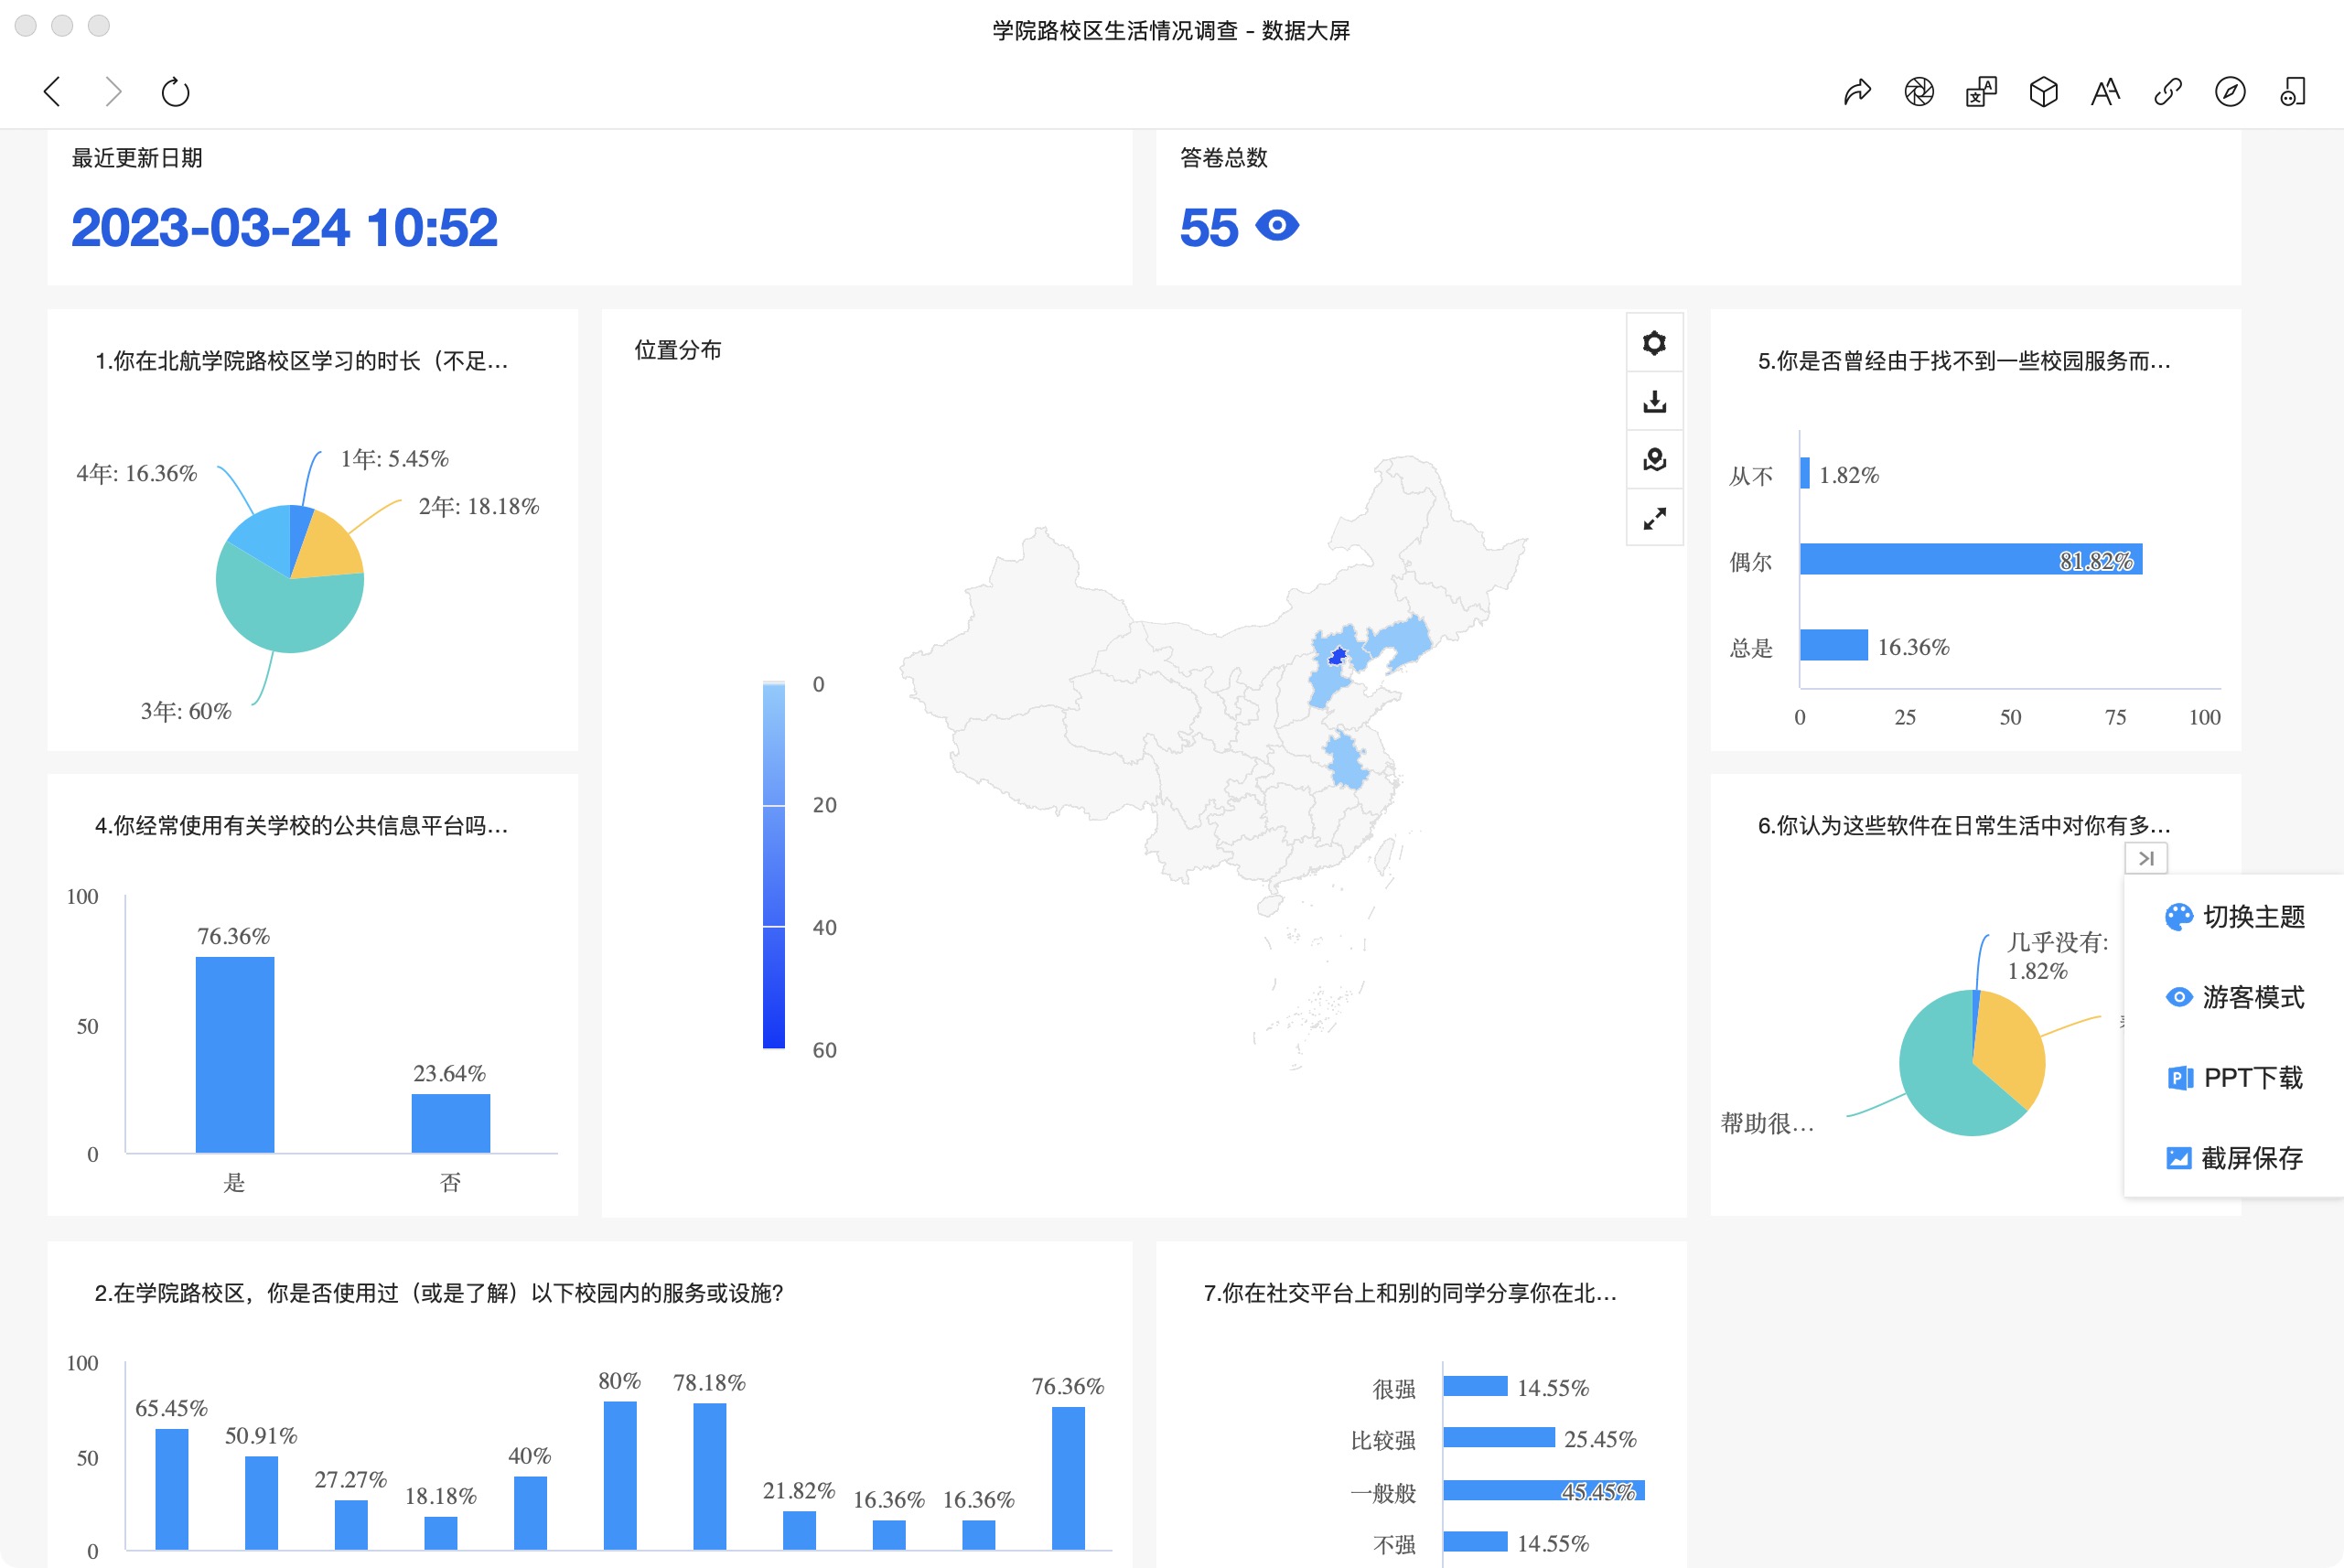 学院路校区生活情况调查 - 数据大屏
最近更新日期
2023-03-24 10:52
答卷总数
55
1.你在北航学院路校区学习的时长（不足...
1年: 5.45%
4年: 16.36%
2年: 18.18%
3年: 60%
位置分布
0
20
40
60
5.你是否曾经由于找不到一些校园服务而...
从不
1.82%
偶尔
81.82%
总是
16.36%
0
25
50
75
100
4.你经常使用有关学校的公共信息平台吗...
100
50
0
76.36%
23.64%
是
否
6.你认为这些软件在日常生活中对你有多...
几乎没有:
1.82%
帮助很...
切换主题
游客模式
PPT下载
截屏保存
2.在学院路校区，你是否使用过（或是了解）以下校园内的服务或设施?
100
50
0
65.45%
50.91%
27.27%
18.18%
40%
80%
78.18%
21.82%
16.36%
16.36%
76.36%
7.你在社交平台上和别的同学分享你在北...
很强
14.55%
比较强
25.45%
一般般
45.45%
不强
14.55%